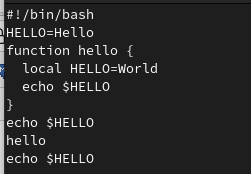 #!/bin/bash
HELLO=Hello
function hello {
  local HELLO=World
  echo $HELLO
}
echo $HELLO
hello
echo $HELLO